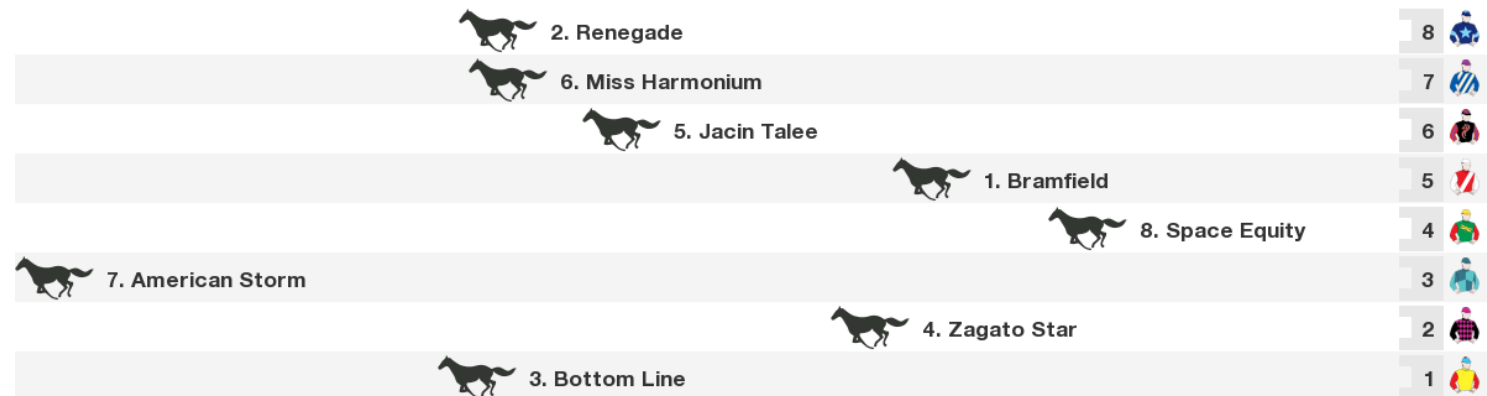 2. Renegade 8
6. Miss Harmonium 7
5. Jacin Talee 6
1. Bramfield 5
8. Space Equity 4
7. American Storm 3
4. Zagato Star 2
3. Bottom Line 1